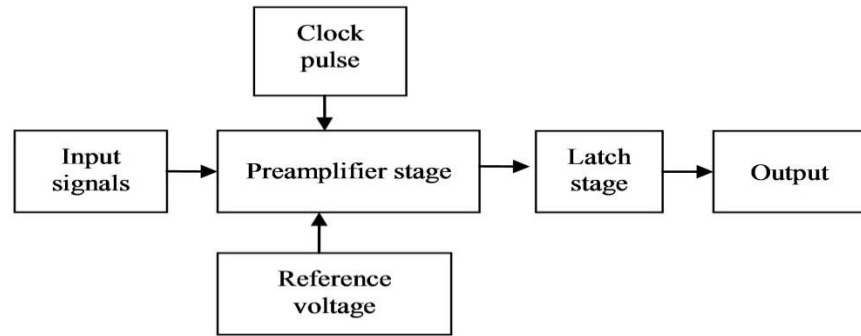 Clock
pulse
Input
signals
Preamplifier stage
Latch
stage
Output
Reference
voltage